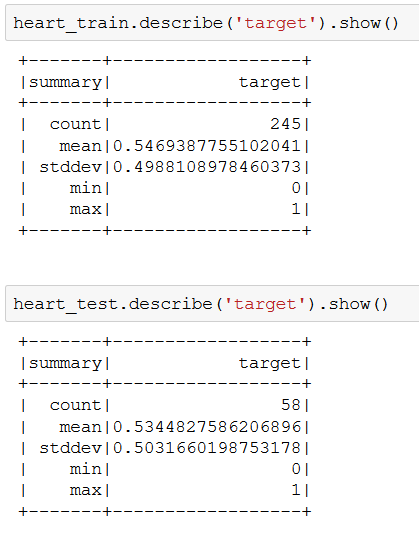 heart_train.describe('target').show()
+-------+------------------+
|summary|            target|
+-------+------------------+
|  count|               245|
|   mean|0.5469387755102041|
| stddev|0.4988108978460373|
|    min|                 0|
|    max|                 1|
+-------+------------------+
heart_test.describe('target').show()
+-------+------------------+
|summary|            target|
+-------+------------------+
|  count|                58|
|   mean|0.5344827586206896|
| stddev|0.5031660198753178|
|    min|                 0|
|    max|                 1|
+-------+------------------+